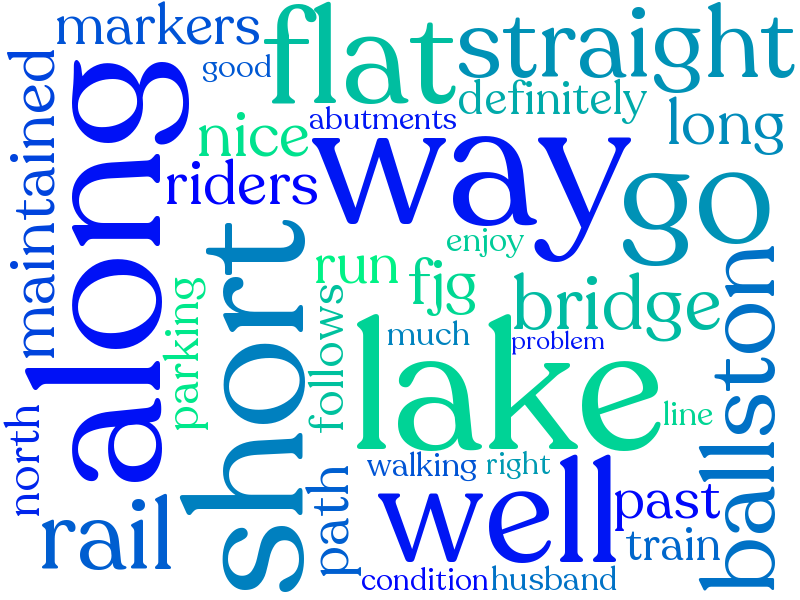 markers
flat
straight
good
definitely
maintained
along
nice
abutments
long
riders
way
go
short
enjoy
run
fjg
bridge
parking
follows
much
problem
ballston
lake
line
north
walking
right
well
path
past
rail
train
condition
husband